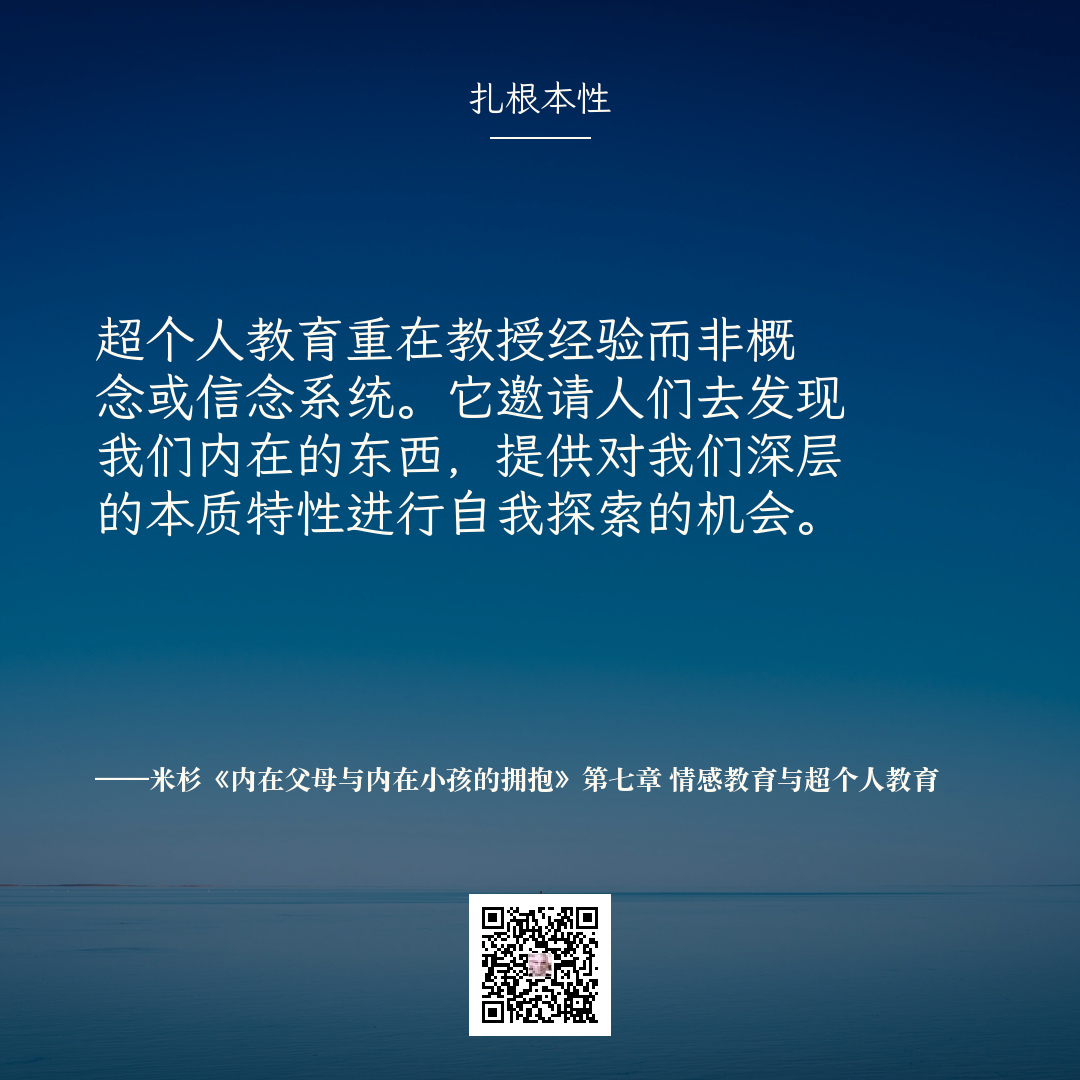 扎根本性
超个人教育重在教授经验而非概
念或信念系统。它邀请人们去发现
我们内在的东西，提供对我们深层
的本质特性进行自我探索的机会。
——米杉《内在父母与内在小孩的拥抱》第七章 情感教育与超个人教育